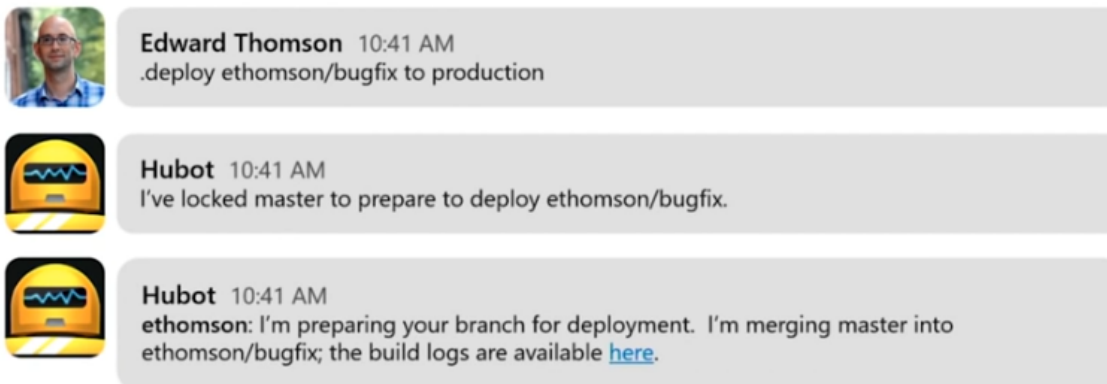 Edward Thomson 10:41 AM
.deploy ethomson/bugfix to production
Hubot 10:41 AM
I've locked master to prepare to deploy ethomson/bugfix.
Hubot 10:41 AM
ethomson: I'm preparing your branch for deployment. I'm merging master into
ethomson/bugfix; the build logs are available here.